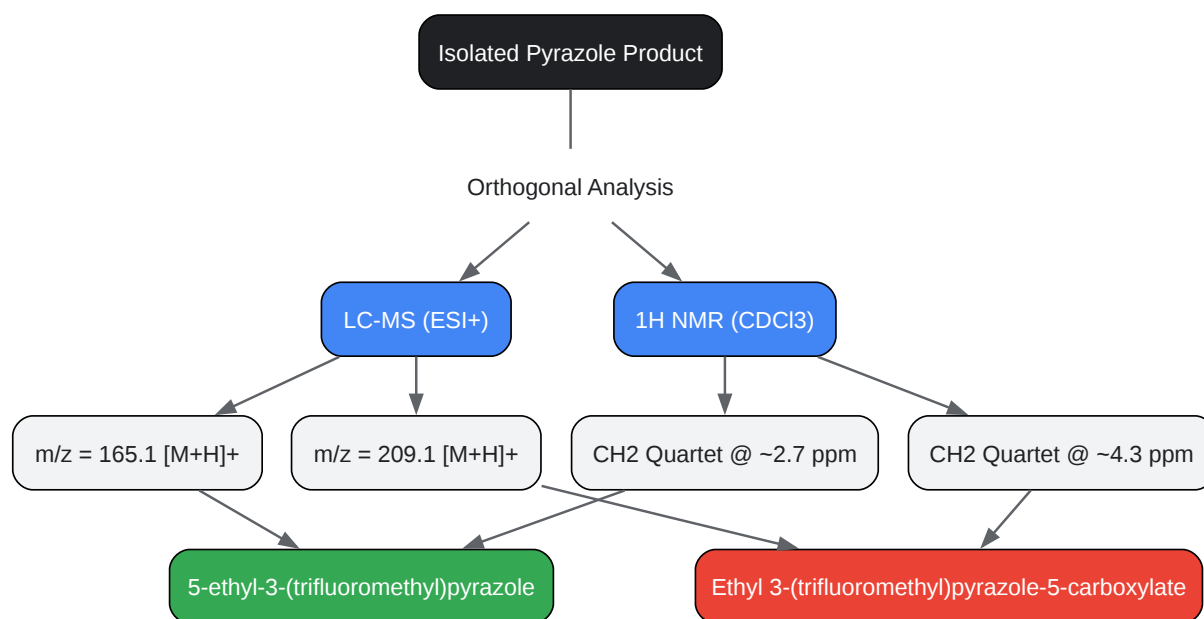 Isolated Pyrazole Product
Orthogonal Analysis
LC-MS (ESI+)
1H NMR (CDCl3)
m/z = 165.1 [M+H]+
m/z = 209.1 [M+H]+
CH2 Quartet @ ~2.7 ppm
CH2 Quartet @ ~4.3 ppm
5-ethyl-3-(trifluoromethyl)pyrazole
Ethyl 3-(trifluoromethyl)pyrazole-5-carboxylate